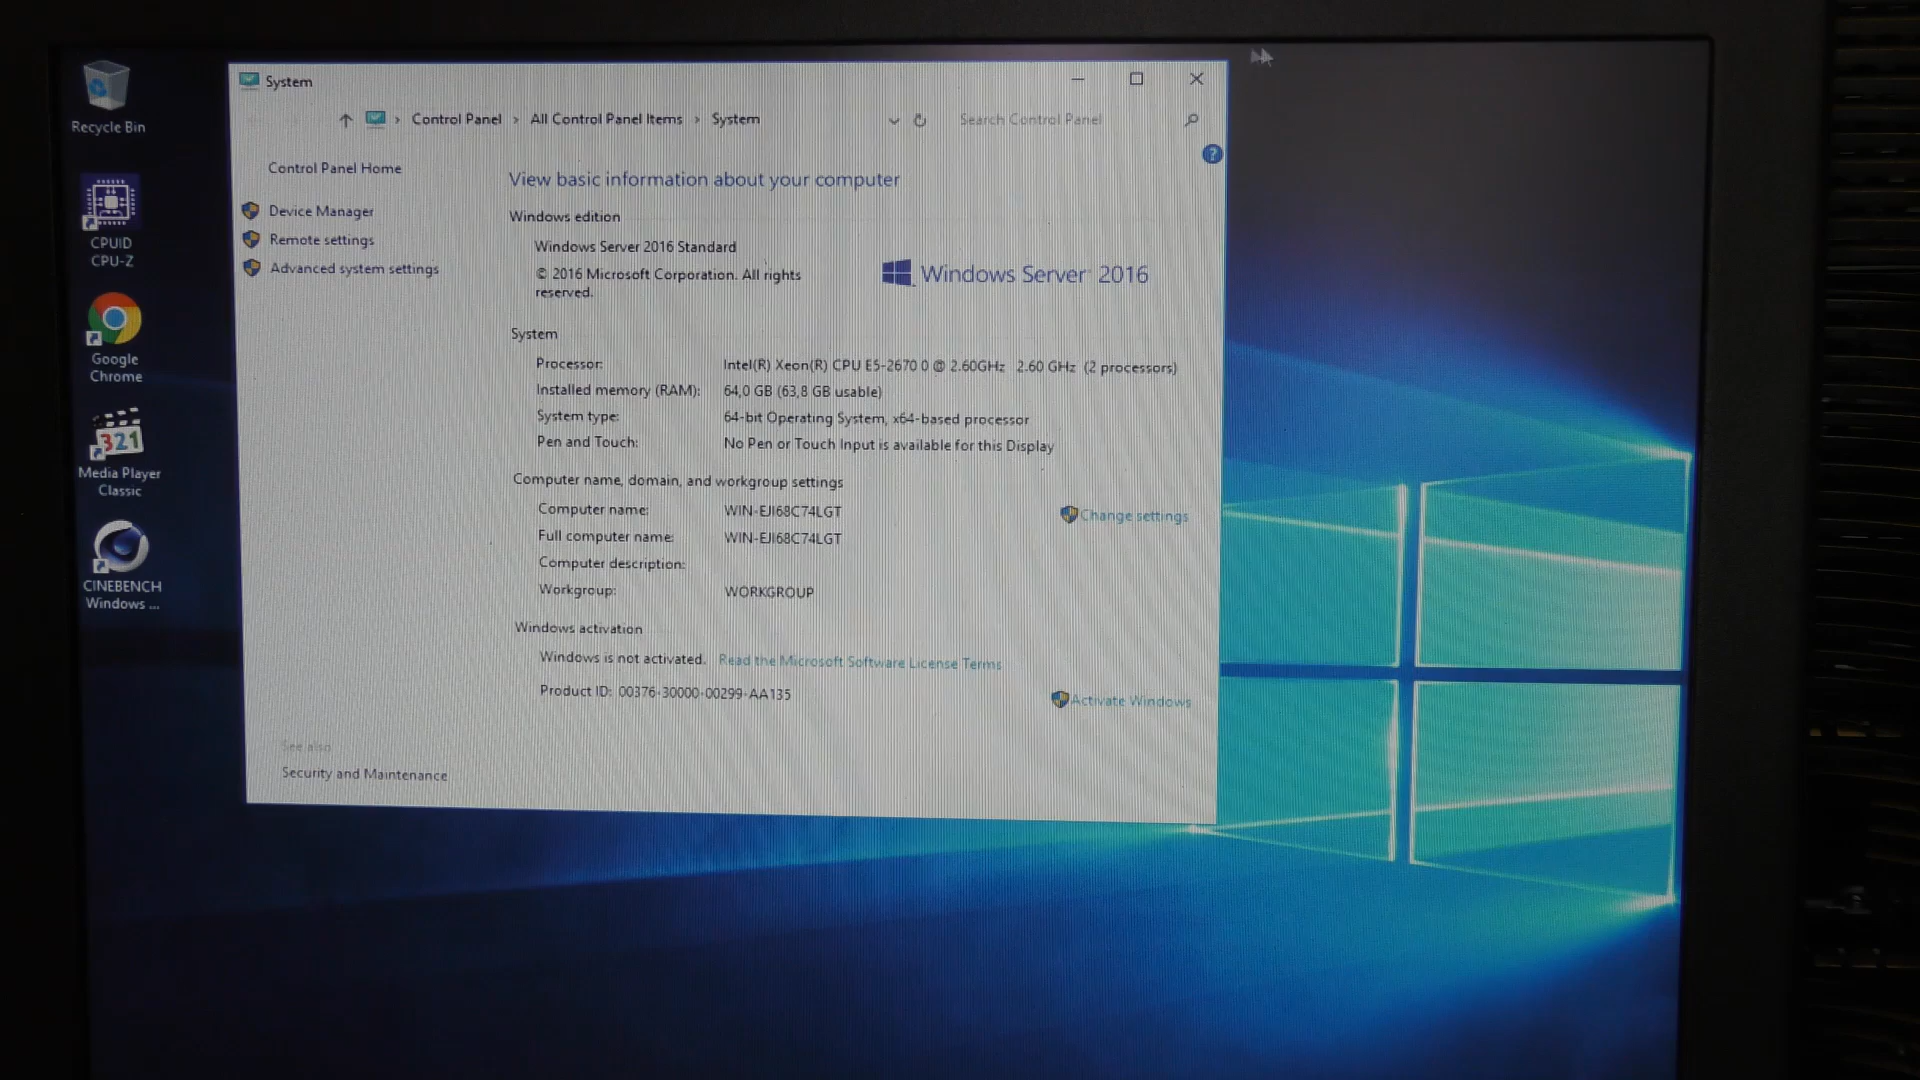 Recycle Bin
CPUID
CPU-Z
Google
Chrome
321
Media Player
Classic
CINEBENCH
Windows ...
System
Control Panel › All Control Panel Items › System
Search Control Panel
?
Control Panel Home
Device Manager
Remote settings
Advanced system settings
See also
Security and Maintenance
View basic information about your computer
Windows edition
Windows Server 2016 Standard
© 2016 Microsoft Corporation. All rights
reserved.
Windows Server 2016
System
Processor: Intel(R) Xeon(R) CPU E5-2670 0 @ 2.60GHz 2.60 GHz (2 processors)
Installed memory (RAM): 64,0 GB (63,8 GB usable)
System type: 64-bit Operating System, x64-based processor
Pen and Touch: No Pen or Touch Input is available for this Display
Computer name, domain, and workgroup settings
Computer name: WIN-EJI68C74LGT
Change settings
Full computer name: WIN-EJI68C74LGT
Computer description:
Workgroup: WORKGROUP
Windows activation
Windows is not activated. Read the Microsoft Software License Terms
Product ID: 00376-30000-00299-AA135
Activate Windows